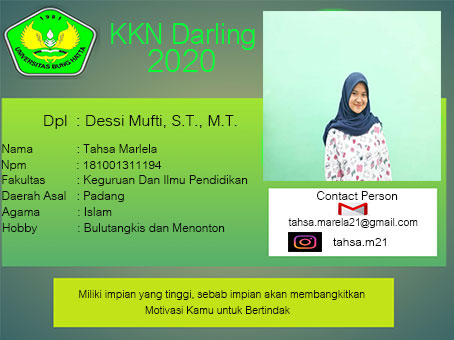 1981
UNIVERSITAS BUNG HATTA
KKN Darling
2020
Dpl : Dessi Mufti, S.T., M.T.
Nama : Tahsa Marlela
Npm : 181001311194
Fakultas : Keguruan Dan Ilmu Pendidikan
Daerah Asal : Padang
Agama : Islam
Hobby : Bulutangkis dan Menonton
Contact Person
tahsa.marela21@gmail.com
tahsa.m21
Miliki impian yang tinggi, sebab impian akan membangkitkan
Motivasi Kamu untuk Bertindak